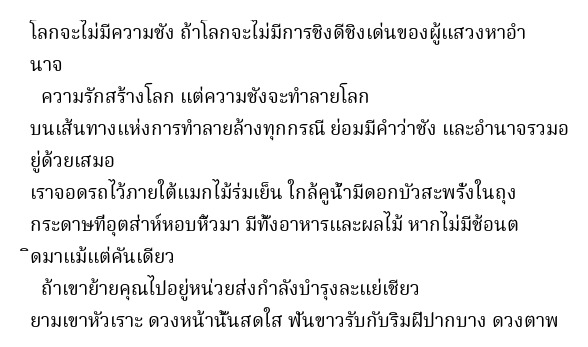 โลกจะไม่มีความชัง ถ้าโลกจะไม่มีการชิงดีชิงเด่นของผู้แสวงหาอำ
นาจ
ความรักสร้างโลก แต่ความชังจะทำลายโลก
บนเส้นทางแห่งการทำลายล้างทุกกรณี ย่อมมีคำว่าชัง และอำนาจรวมอ
ยู่ด้วยเสมอ
เราจอดรถไว้ภายใต้แมกไม้ร่มเย็น ใกล้คูน้ำมีดอกบัวสะพรั่งในถุง
กระดาษที่อุตส่าห์หอบหิ้วมา มีทั้งอาหารและผลไม้ หากไม่มีช้อนต
ิดมาแม้แต่คันเดียว
ถ้าเขาย้ายคุณไปอยู่หน่วยส่งกำลังบำรุงละแย่เชียว
ยามเขาหัวเราะ ดวงหน้านั้นสดใส ฟันขาวรับกับริมฝีปากบาง ดวงตาพ